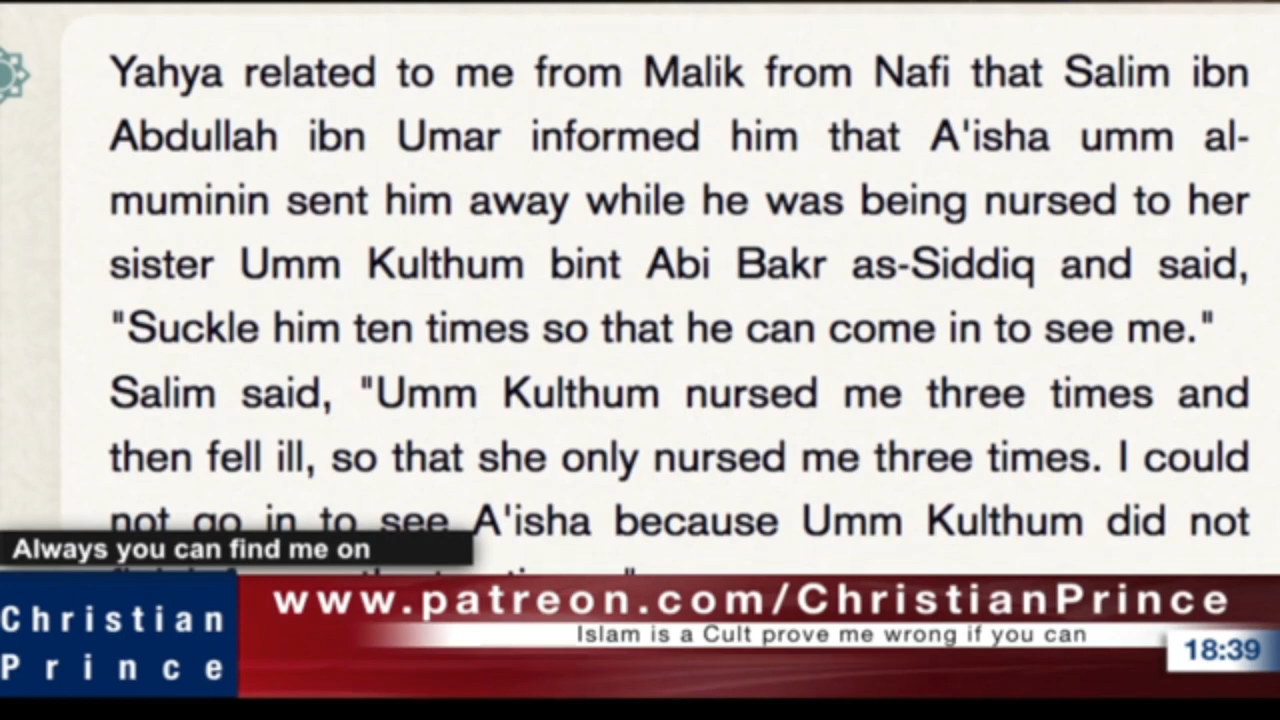 Yahya related to me from Malik from Nafi that Salim ibn
Abdullah ibn Umar informed him that A'isha umm al-
muminin sent him away while he was being nursed to her
sister Umm Kulthum bint Abi Bakr as-Siddiq and said,
"Suckle him ten times so that he can come in to see me."
Salim said, "Umm Kulthum nursed me three times and
then fell ill, so that she only nursed me three times. I could
not go in to see A'isha because Umm Kulthum did not
Always you can find me on
www.patreon.com/ChristianPrince
Islam is a Cult prove me wrong if you can
Christian
Prince
18:39